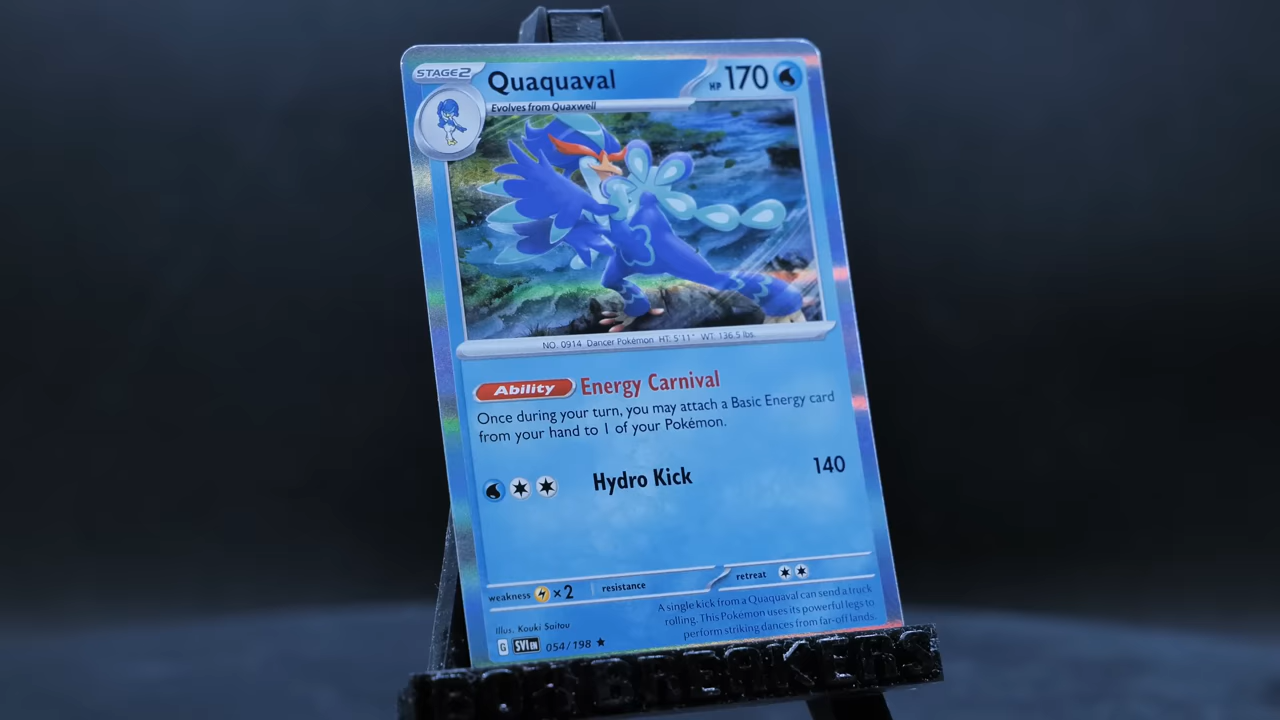 STAGE2 Quaquaval HP 170
Evolves from Quaxwell
NO. 0914 Dancer Pokémon HT: 5'11" WT: 136.5 lbs.
Ability Energy Carnival
Once during your turn, you may attach a Basic Energy card
from your hand to 1 of your Pokémon.
Hydro Kick 140
weakness ×2 resistance retreat
A single kick from a Quaquaval can send a truck
rolling. This Pokémon uses its powerful legs to
perform striking dances from far-off lands.
Illus. Kouki Saitou
G SVI EN 054/198 ★
BOXBREAKERS